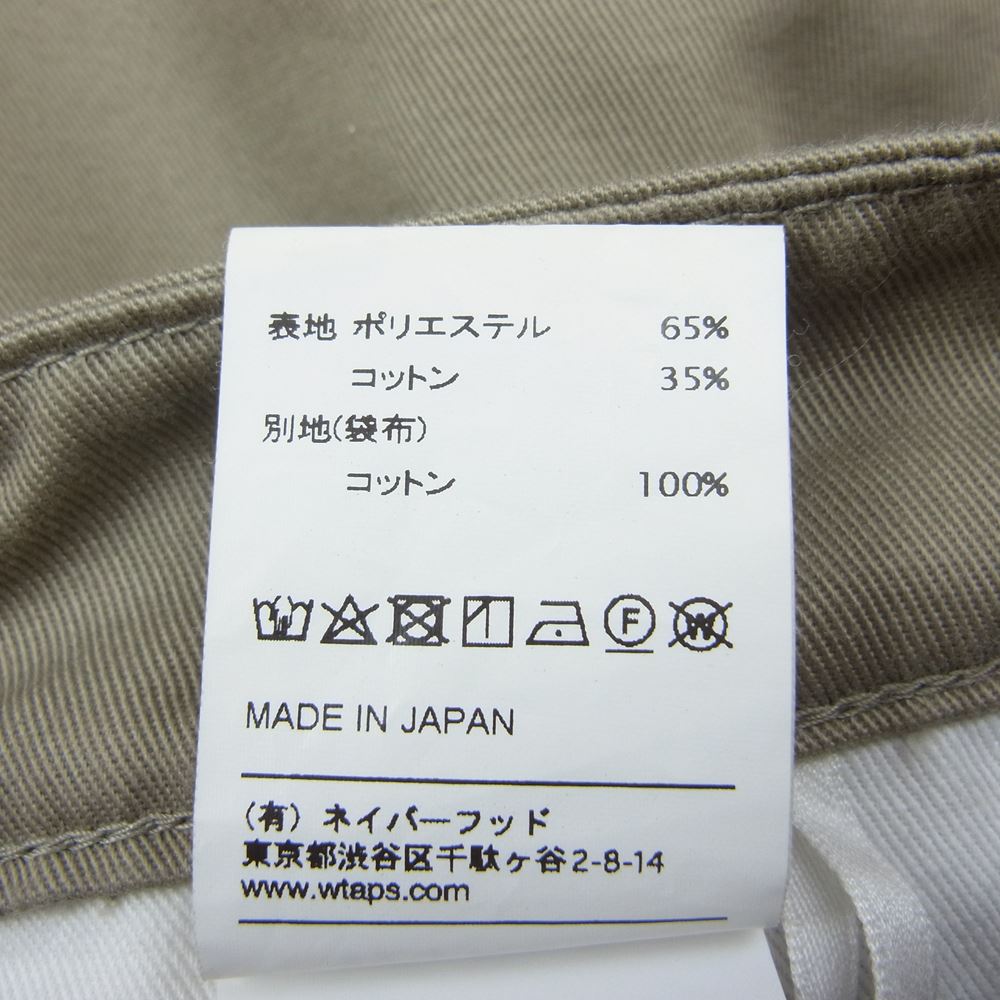 表地 ポリエステル 65%
コットン 35%
別地(袋布)
コットン 100%
F W
MADE IN JAPAN
(有) ネイバーフッド
東京都渋谷区千駄ヶ谷2-8-14
www.wtaps.com